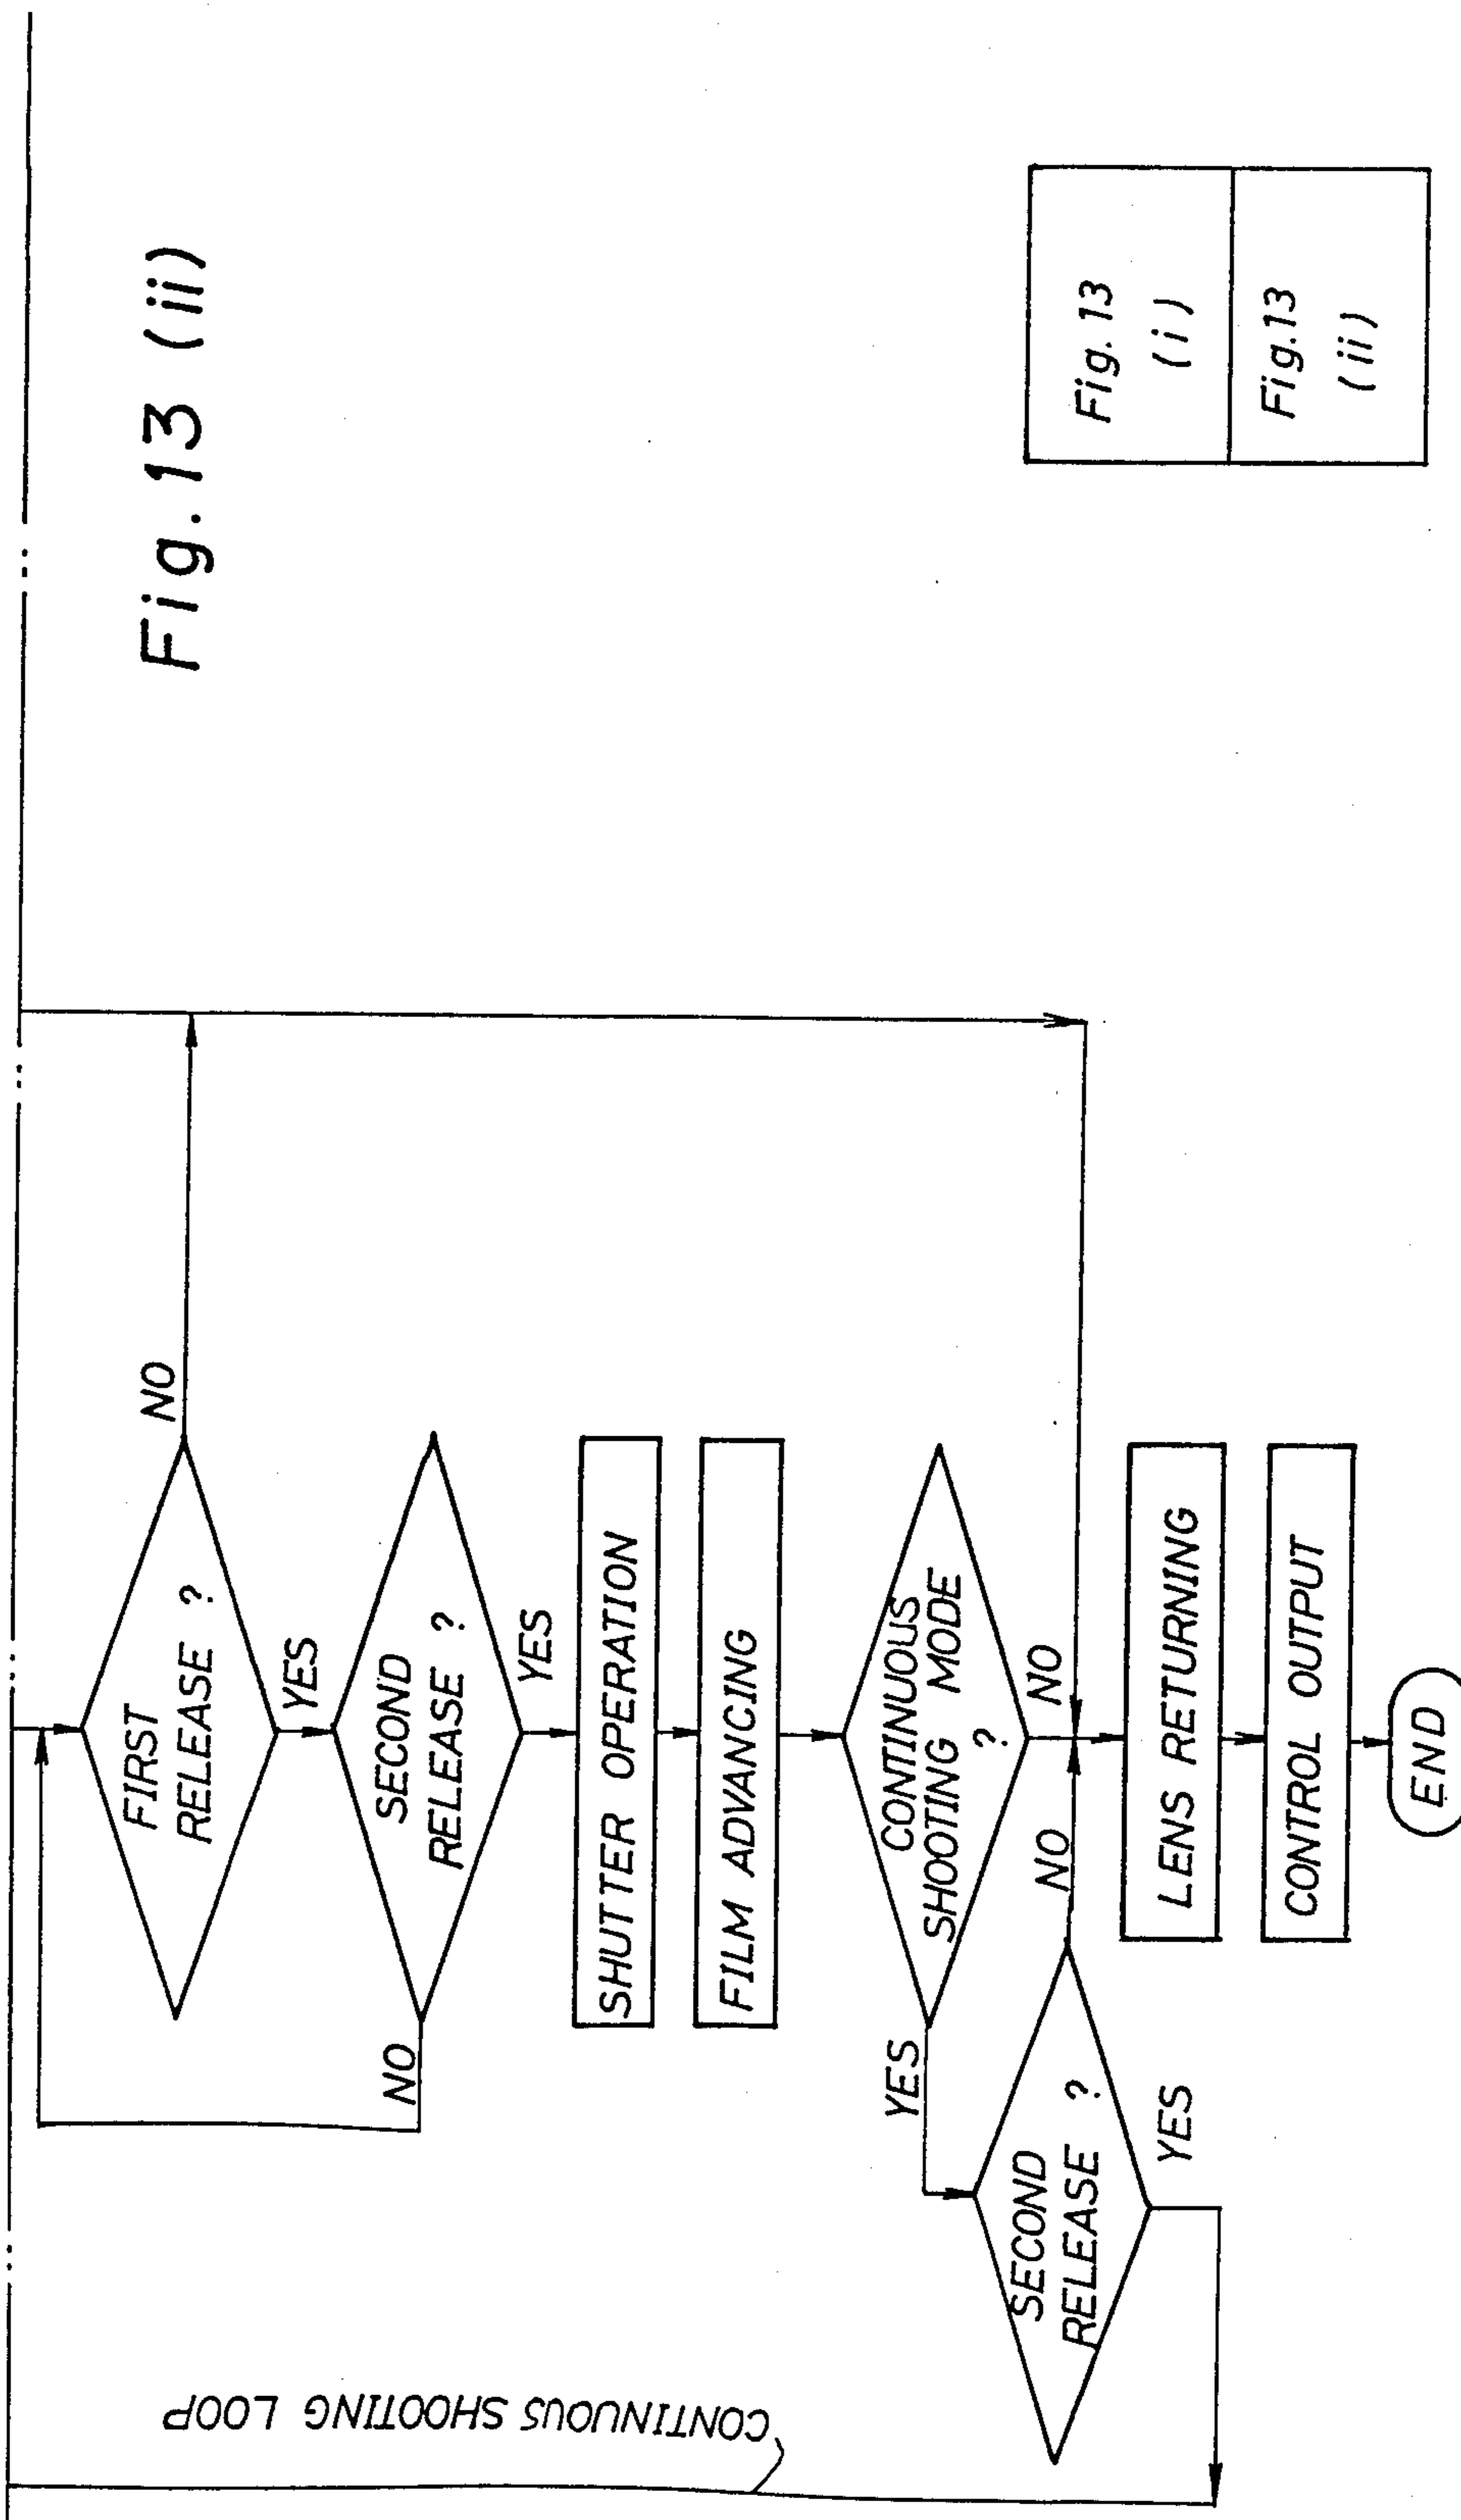 Fig. 13 (ii)
FIRST
RELEASE ?
NO
YES
SECOND
RELEASE ?
NO
YES
SHUTTER OPERATION
FILM ADVANCING
CONTINUOUS
SHOOTING MODE
?
YES
NO
SECOND
RELEASE ?
NO
YES
LENS RETURNING
CONTROL OUTPUT
END
CONTINUOUS SHOOTING LOOP
Fig. 13
(i)
Fig. 13
(ii)